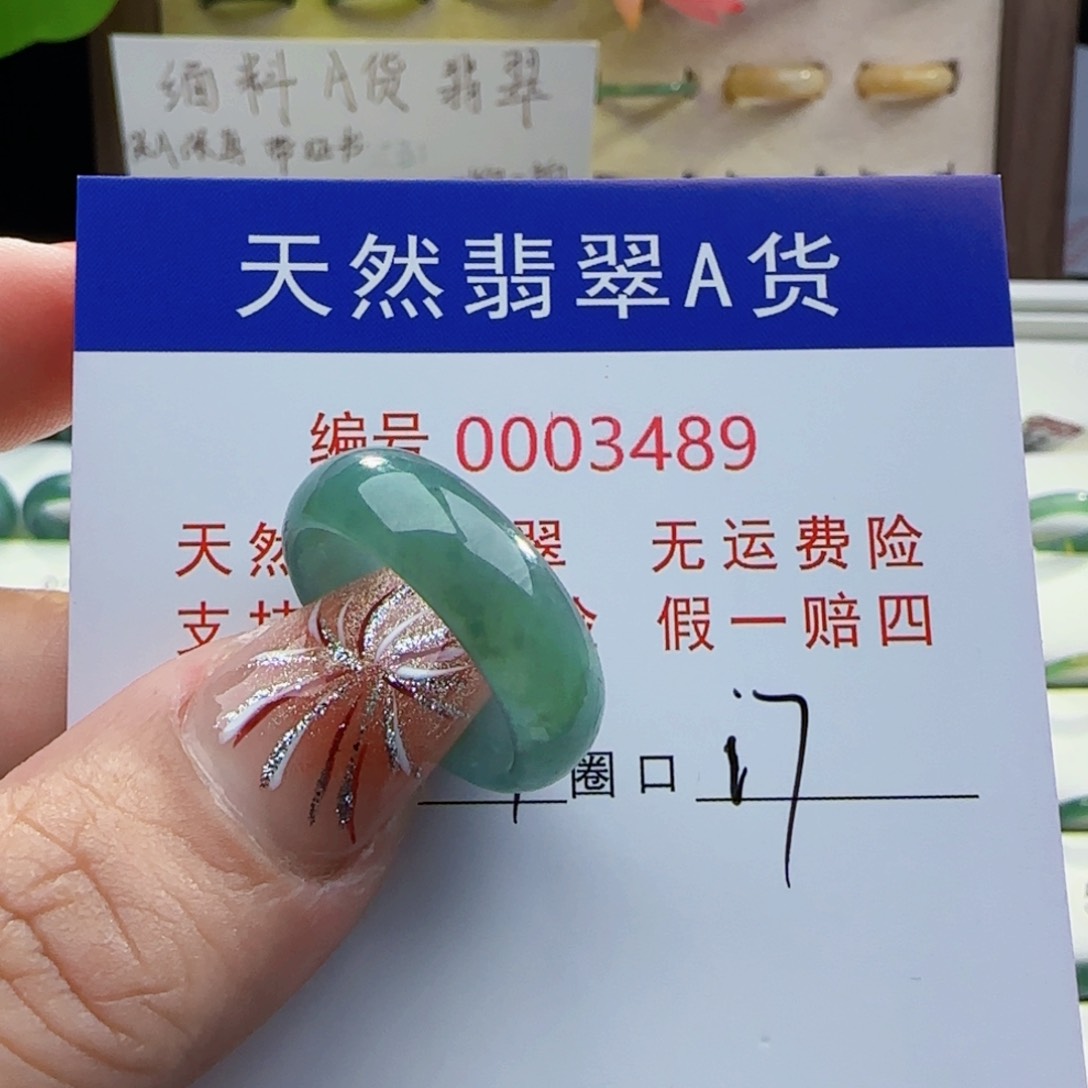 缅料A货翡翠
天然翡翠A货
编号 0003489
天然 翠 无运费险
支持 假一赔四
圈口 17